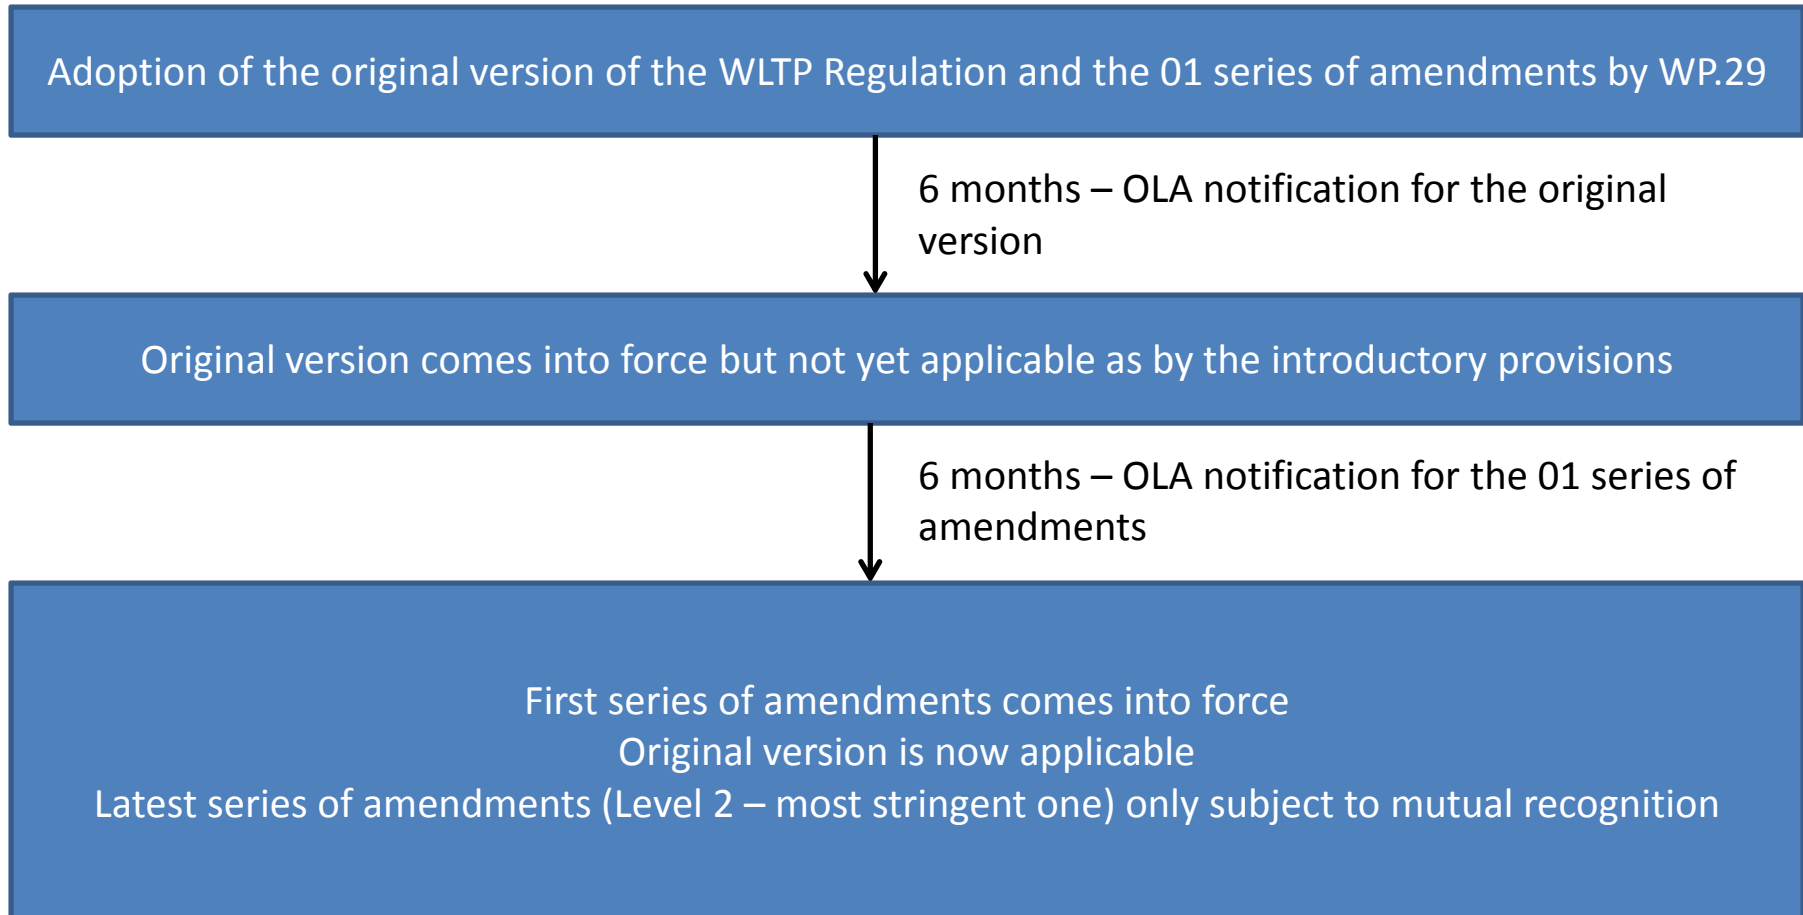 Adoption of the original version of the WLTP Regulation and the 01 series of amendments by WP.29
6 months – OLA notification for the original
version
Original version comes into force but not yet applicable as by the introductory provisions
6 months – OLA notification for the 01 series of
amendments
First series of amendments comes into force
Original version is now applicable
Latest series of amendments (Level 2 – most stringent one) only subject to mutual recognition